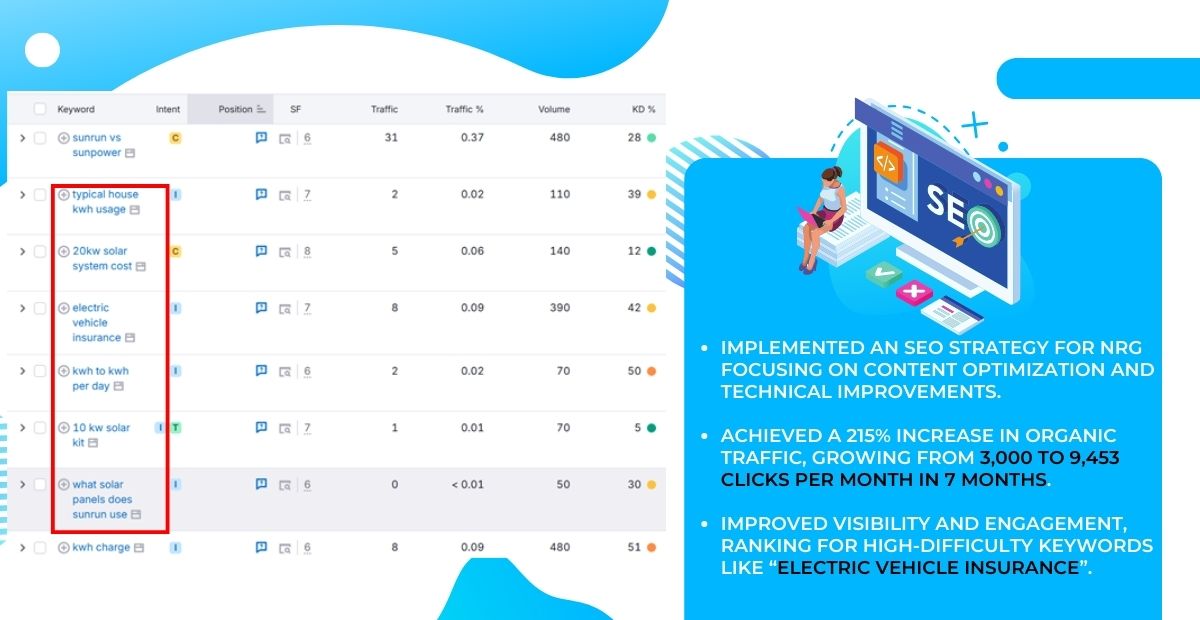 Keyword Intent Position SF Traffic Traffic % Volume KD %
sunrun vs C 6 31 0.37 480 28
sunpower
typical house I 7 2 0.02 110 39
kwh usage
20kw solar C 8 5 0.06 140 12
system cost
electric I 7 8 0.09 390 42
vehicle
insurance
kwh to kwh I 6 2 0.02 70 50
per day
10 kw solar I T 7 1 0.01 70 5
kit
what solar I 6 0 < 0.01 50 30
panels does
sunrun use
kwh charge I 6 8 0.09 480 51
</>
SE
• IMPLEMENTED AN SEO STRATEGY FOR NRG
FOCUSING ON CONTENT OPTIMIZATION AND
TECHNICAL IMPROVEMENTS.
• ACHIEVED A 215% INCREASE IN ORGANIC
TRAFFIC, GROWING FROM 3,000 TO 9,453
CLICKS PER MONTH IN 7 MONTHS.
• IMPROVED VISIBILITY AND ENGAGEMENT,
RANKING FOR HIGH-DIFFICULTY KEYWORDS
LIKE “ELECTRIC VEHICLE INSURANCE”.